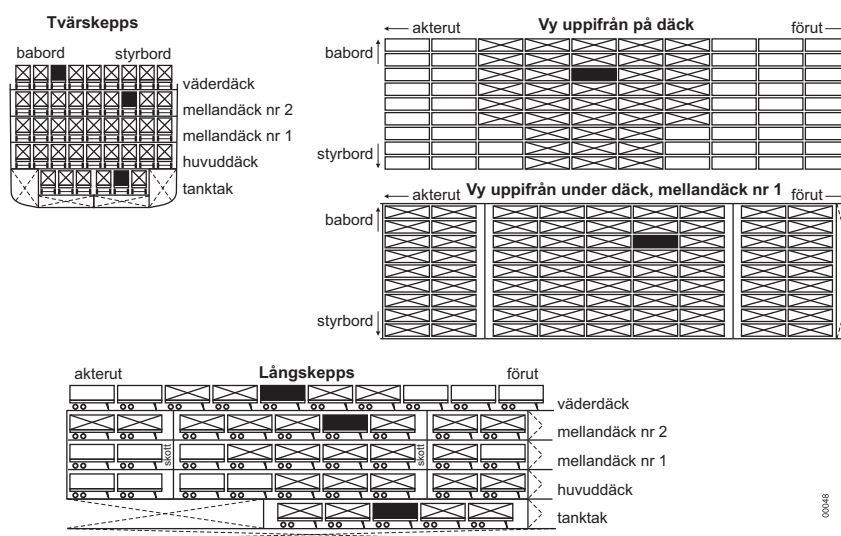 Tvärskepps
babord styrbord
väderdäck
mellandäck nr 2
mellandäck nr 1
huvuddäck
tanktak
Vy uppifrån på däck
akterut förut
babord
styrbord
Vy uppifrån under däck, mellandäck nr 1
akterut förut
babord
styrbord
Långskepps
akterut förut
väderdäck
mellandäck nr 2
skott skott
mellandäck nr 1
huvuddäck
tanktak
00048